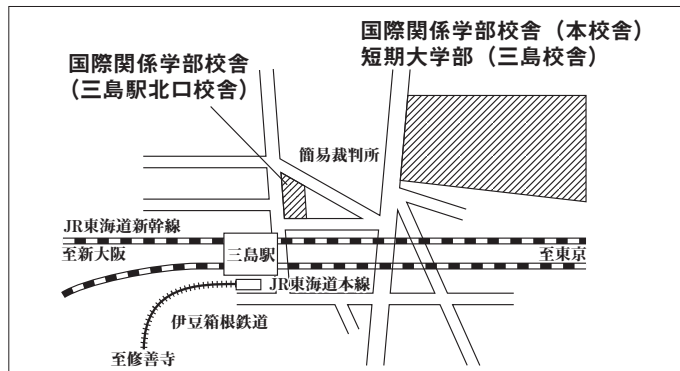 国際関係学部校舎（本校舎）
短期大学部（三島校舎）
国際関係学部校舎
（三島駅北口校舎）
簡易裁判所
JR東海道新幹線
至新大阪
三島駅
至東京
JR東海道本線
伊豆箱根鉄道
至修善寺